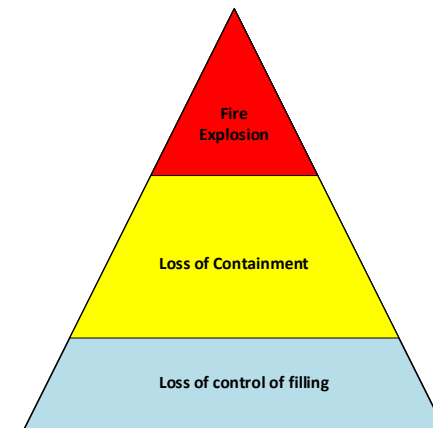 Fire
Explosion
Loss of Containment
Loss of control of filling